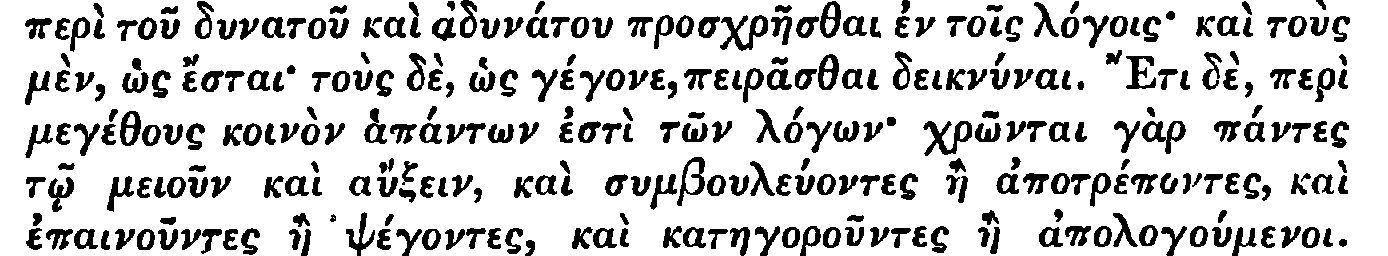 περὶ τοῦ δυνατοῦ καὶ ἀδυνάτου προσχρῆσθαι ἐν τοῖς λόγοις· καὶ τοὺς
μὲν, ὡς ἔσται· τοὺς δὲ, ὡς γέγονε, πειρᾶσθαι δεικνύναι. Ἔτι δὲ, περὶ
μεγέθους κοινὸν ἁπάντων ἐστὶ τῶν λόγων· χρῶνται γὰρ πάντες
τῷ μειοῦν καὶ αὔξειν, καὶ συμβουλεύοντες ἢ ἀποτρέποντες, καὶ
ἐπαινοῦντες ἢ ψέγοντες, καὶ κατηγοροῦντες ἢ ἀπολογούμενοι.